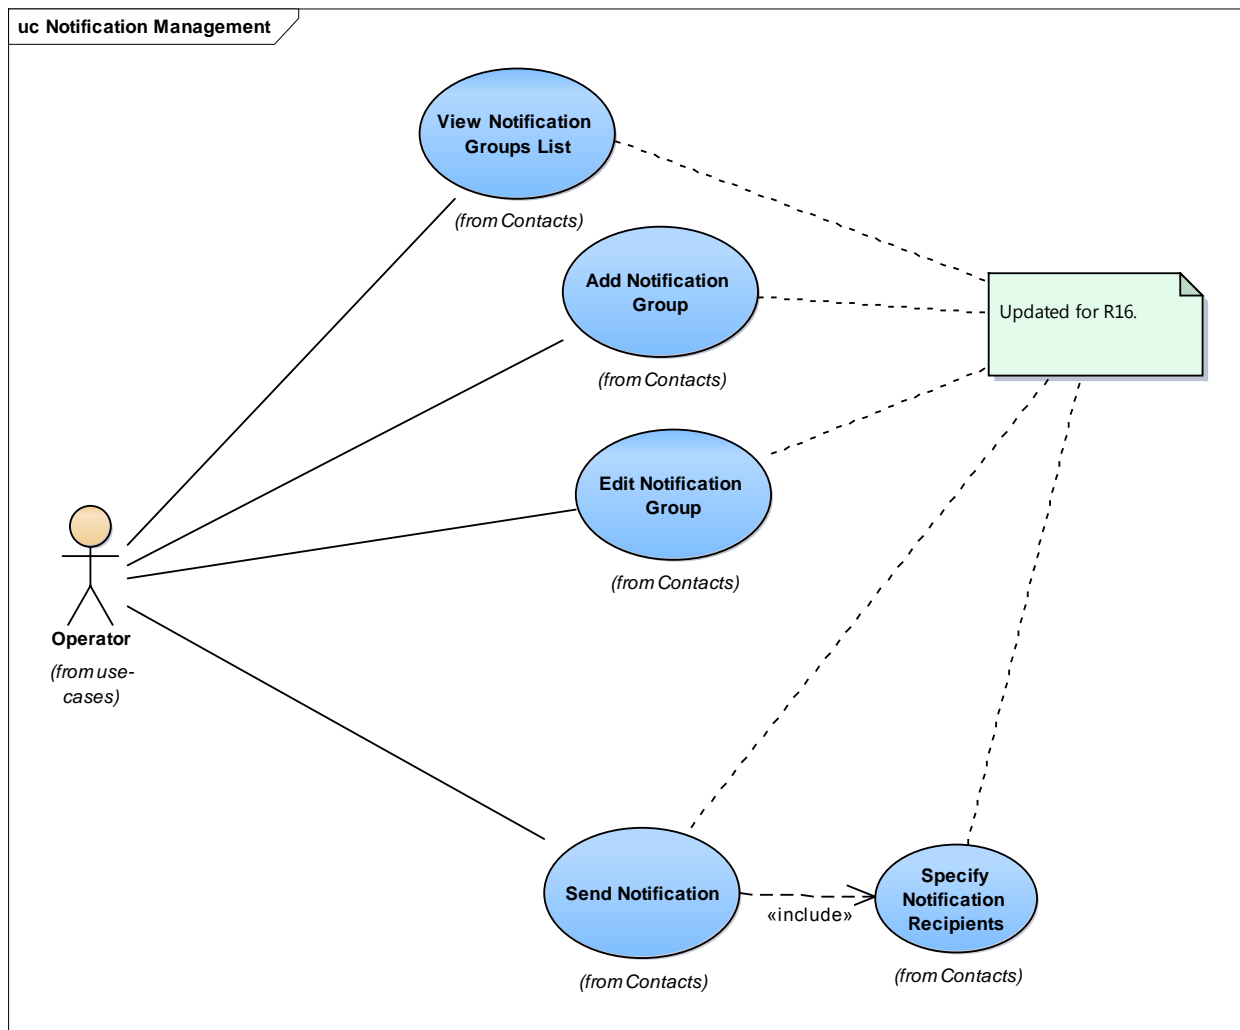 uc Notification Management
View Notification
Groups List
(from Contacts)
Add Notification
Group
(from Contacts)
Updated for R16.
Edit Notification
Group
(from Contacts)
Operator
(from use-
cases)
Send Notification
(from Contacts)
«include»
Specify
Notification
Recipients
(from Contacts)